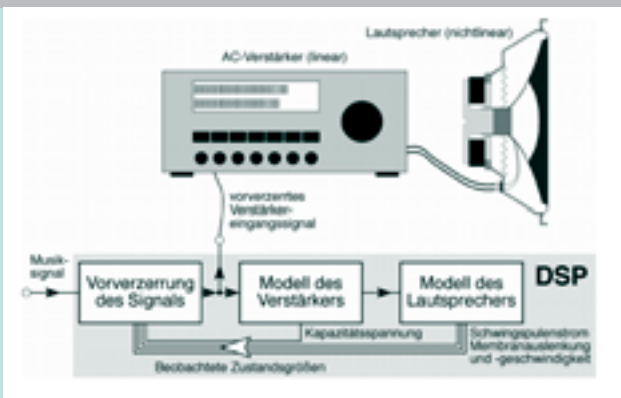 Lautsprecher (nichtlinear)
AC-Verstärker (linear)
vorverzerrtes
Verstärker-
eingangssignal
Musik-
signal
Vorverzerrung
des Signals
Modell des
Verstärkers
Modell des
Lautsprechers
DSP
Kapazitätsspannung
Schwingspulenstrom
Membranauslenkung
und -geschwindigkeit
Beobachtete Zustandsgrößen